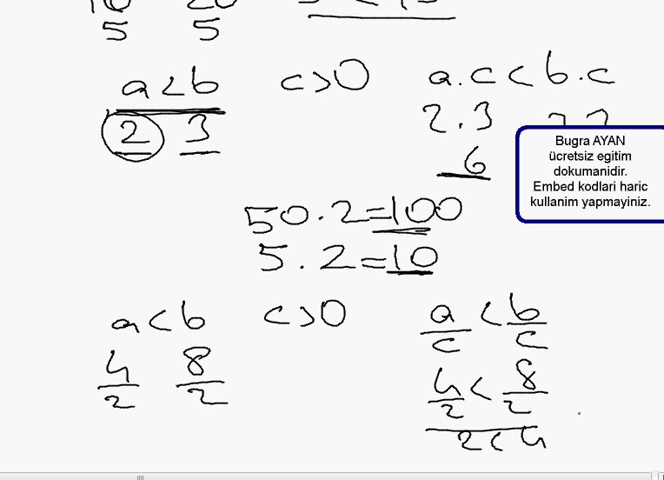 5 5
a<b c>0 a.c<b.c
2 3 2.3
6
Bugra AYAN
ücretsiz egitim
dokumanidir.
Embed kodlari haric
kullanim yapmayiniz.
50.2=100
5.2=10
a<b c>0 a/c<b/c
4/2 8/2 4/2<8/2
2<4